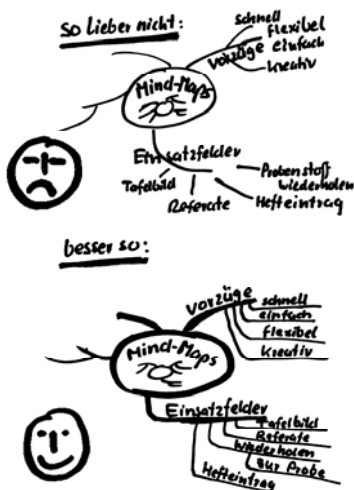 so lieber nicht:
schnell
flexibel
Vorzüge einfach
kreativ
Mind-Maps
Einsatzfelder
Tafelbild
Referate
Probenstoff
wiederholen
Hefteintrag
besser so:
Vorzüge
schnell
einfach
flexibel
kreativ
Mind-Maps
Einsatzfelder
Tafelbild
Referate
Wiederholen
zur Probe
Hefteintrag